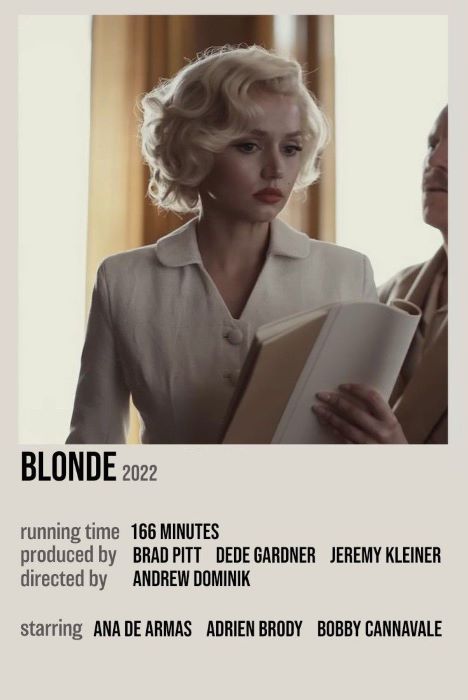 BLONDE 2022
running time 166 MINUTES
produced by BRAD PITT DEDE GARDNER JEREMY KLEINER
directed by ANDREW DOMINIK
starring ANA DE ARMAS ADRIEN BRODY BOBBY CANNAVALE